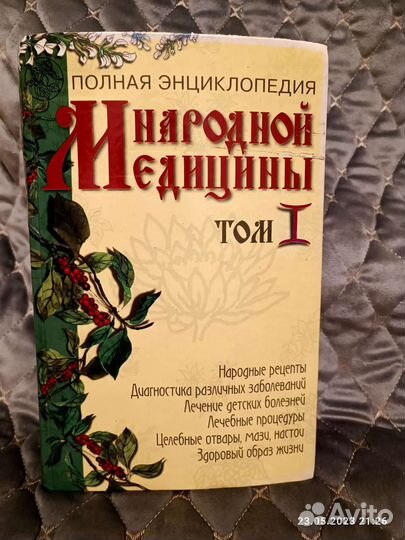 ПОЛНАЯ ЭНЦИКЛОПЕДИЯ
НАРОДНОЙ
МЕДИЦИНЫ
ТОМ I
Народные рецепты
Диагностика различных заболеваний
Лечение детских болезней
Лечебные процедуры
Целебные отвары, мази, настои
Здоровый образ жизни
Avito
23.05.2023 21:26